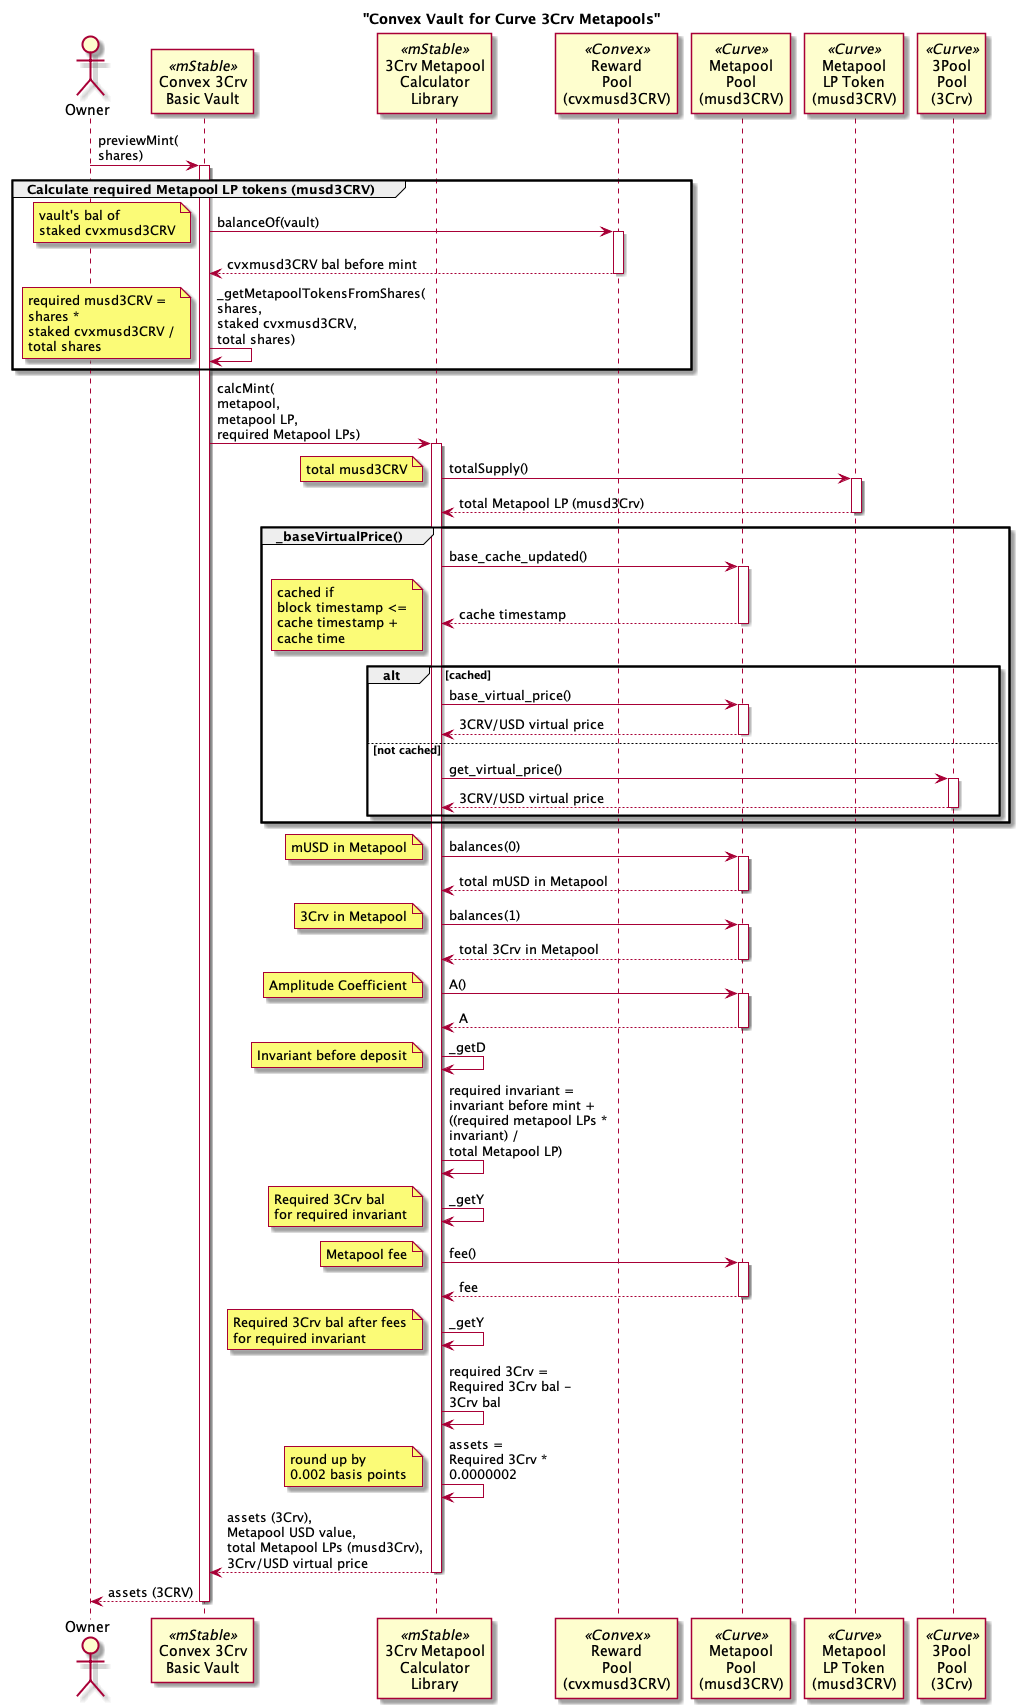 "Convex Vault for Curve 3Crv Metapools"
Owner
«mStable»
Convex 3Crv
Basic Vault
«mStable»
3Crv Metapool
Calculator
Library
«Convex»
Reward
Pool
(cvxmusd3CRV)
«Curve»
Metapool
Pool
(musd3CRV)
«Curve»
Metapool
LP Token
(musd3CRV)
«Curve»
3Pool
Pool
(3Crv)
previewMint(
shares)
Calculate required Metapool LP tokens (musd3CRV)
vault's bal of
staked cvxmusd3CRV
balanceOf(vault)
cvxmusd3CRV bal before mint
required musd3CRV =
shares *
staked cvxmusd3CRV /
total shares
_getMetapoolTokensFromShares(
shares,
staked cvxmusd3CRV,
total shares)
calcMint(
metapool,
metapool LP,
required Metapool LPs)
total musd3CRV
totalSupply()
total Metapool LP (musd3Crv)
_baseVirtualPrice()
base_cache_updated()
cached if
block timestamp <=
cache timestamp +
cache time
cache timestamp
alt
[cached]
base_virtual_price()
3CRV/USD virtual price
[not cached]
get_virtual_price()
3CRV/USD virtual price
mUSD in Metapool
balances(0)
total mUSD in Metapool
3Crv in Metapool
balances(1)
total 3Crv in Metapool
Amplitude Coefficient
A()
A
Invariant before deposit
_getD
required invariant =
invariant before mint +
((required metapool LPs *
invariant) /
total Metapool LP)
Required 3Crv bal
for required invariant
_getY
Metapool fee
fee()
fee
Required 3Crv bal after fees
for required invariant
_getY
required 3Crv =
Required 3Crv bal -
3Crv bal
round up by
0.002 basis points
assets =
Required 3Crv *
0.0000002
assets (3Crv),
Metapool USD value,
total Metapool LPs (musd3Crv),
3Crv/USD virtual price
assets (3CRV)
Owner
«mStable»
Convex 3Crv
Basic Vault
«mStable»
3Crv Metapool
Calculator
Library
«Convex»
Reward
Pool
(cvxmusd3CRV)
«Curve»
Metapool
Pool
(musd3CRV)
«Curve»
Metapool
LP Token
(musd3CRV)
«Curve»
3Pool
Pool
(3Crv)